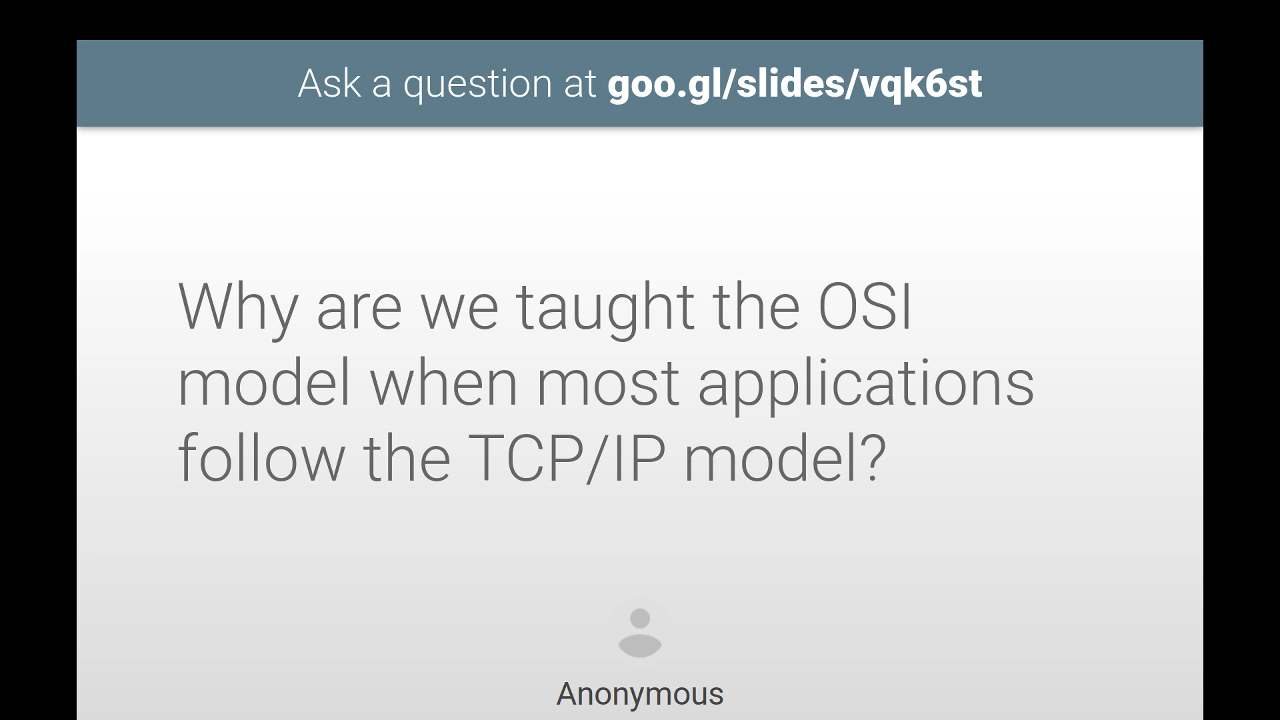 Ask a question at goo.gl/slides/vqk6st
Why are we taught the OSI
model when most applications
follow the TCP/IP model?
Anonymous